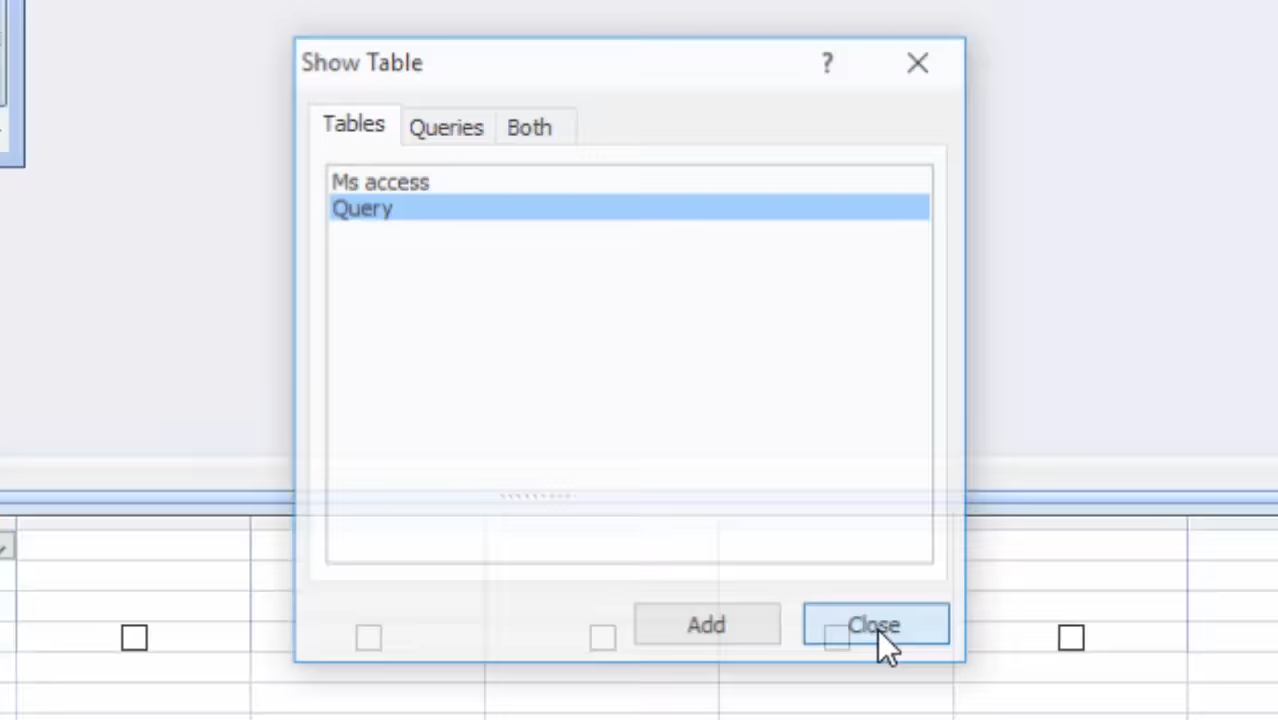 Show Table
?
Tables Queries Both
Ms access
Query
Add Close